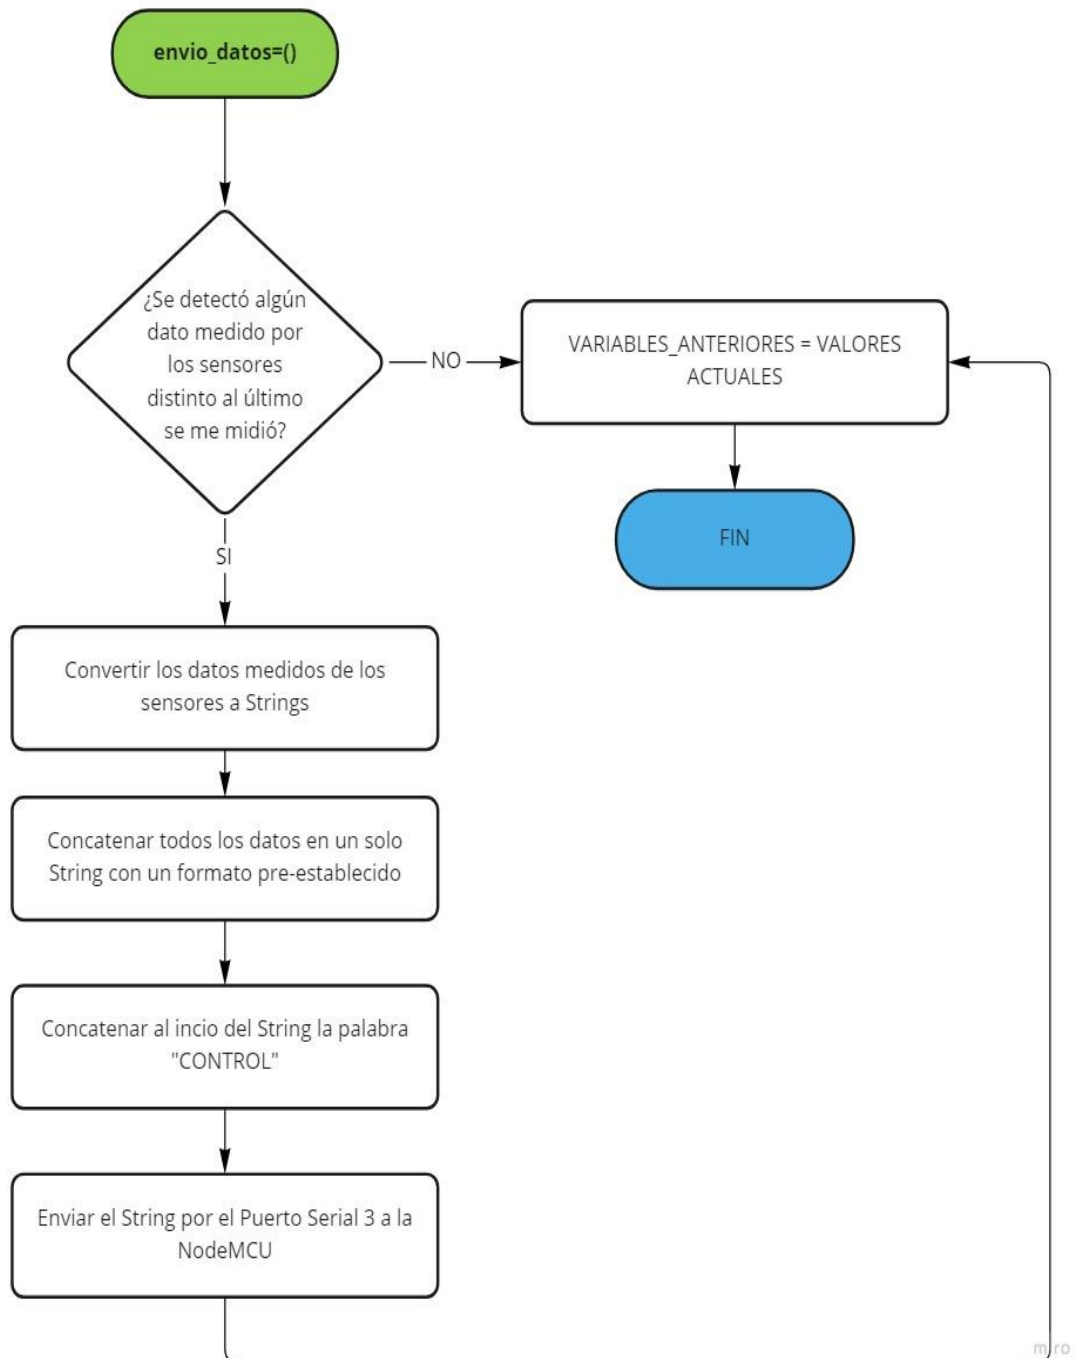 envio_datos=()
¿Se detectó algún
dato medido por
los sensores
distinto al último
se me midió?
NO
VARIABLES_ANTERIORES = VALORES
ACTUALES
FIN
SI
Convertir los datos medidos de los
sensores a Strings
Concatenar todos los datos en un solo
String con un formato pre-establecido
Concatenar al incio del String la palabra
"CONTROL"
Enviar el String por el Puerto Serial 3 a la
NodeMCU
miro